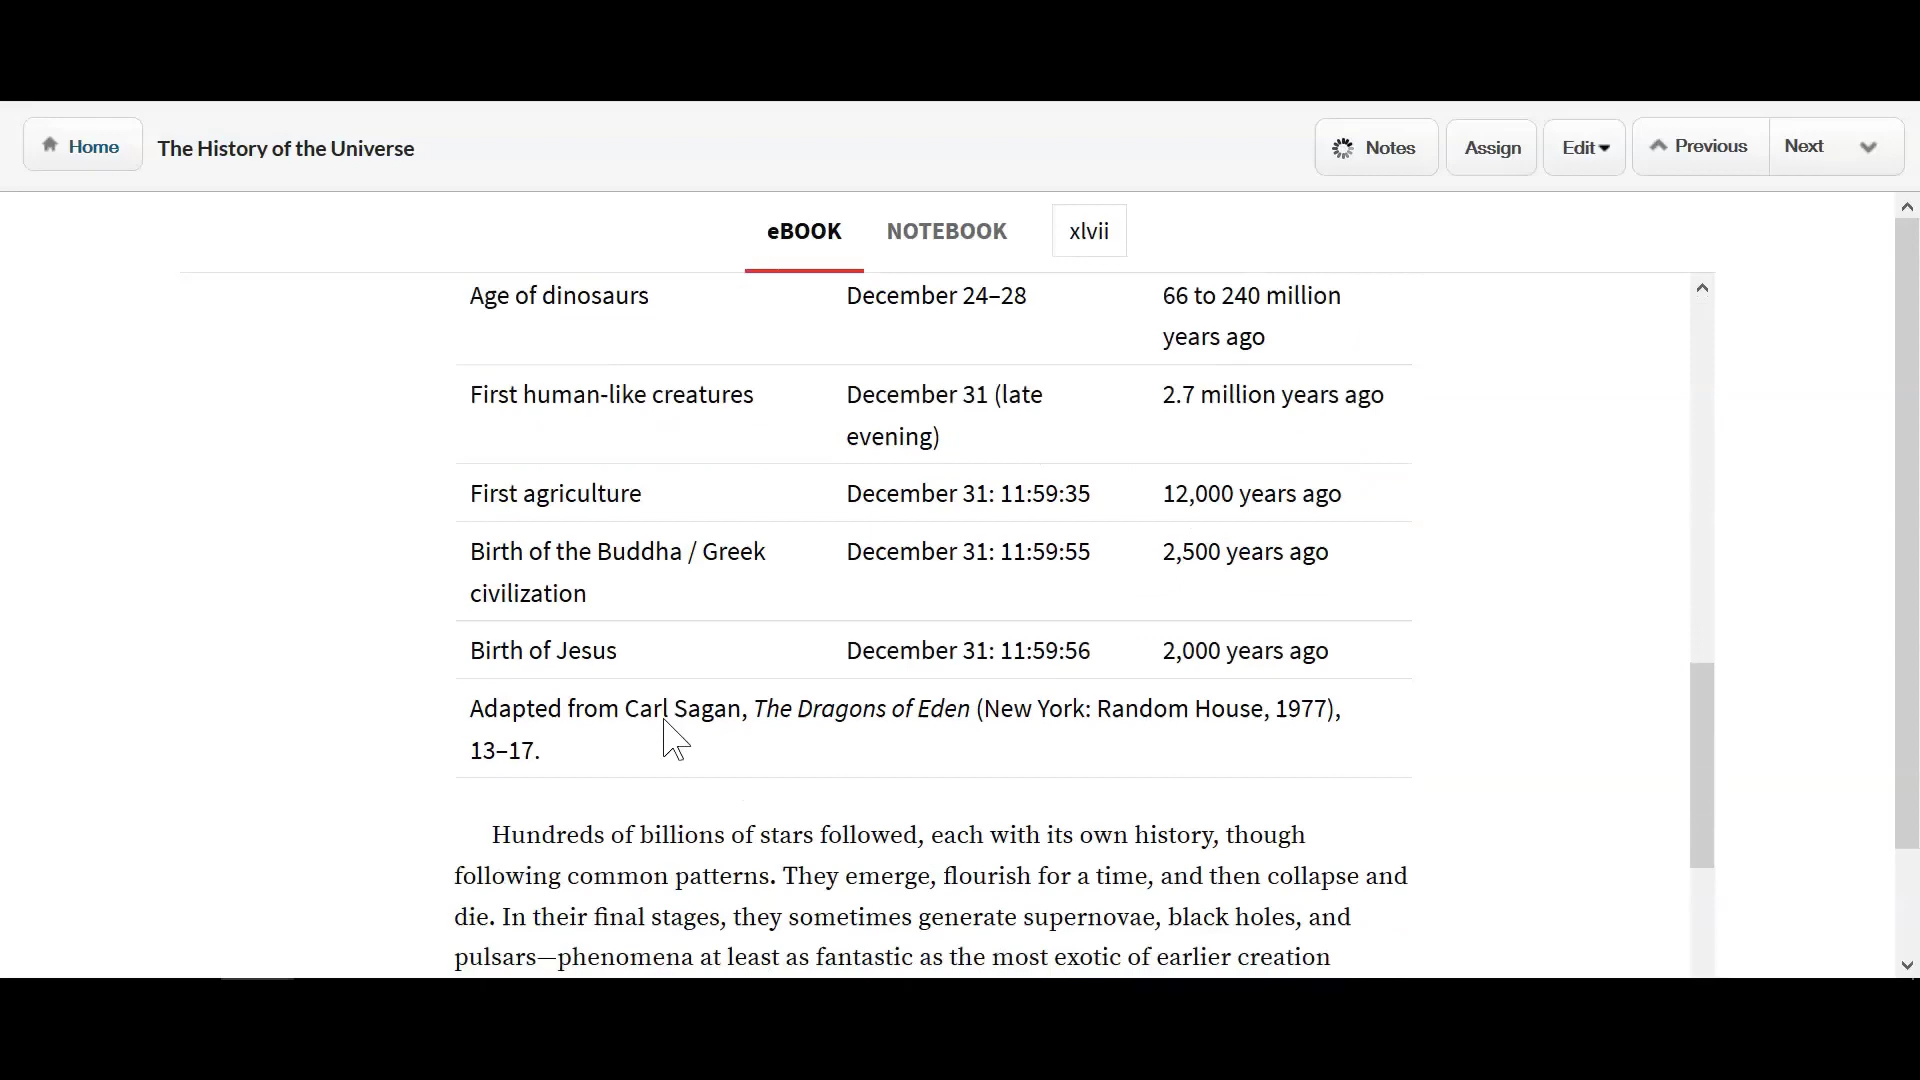 Home
The History of the Universe
Notes
Assign
Edit
Previous
Next
eBOOK
NOTEBOOK
xlvii
Age of dinosaurs
December 24–28
66 to 240 million
years ago
First human-like creatures
December 31 (late
evening)
2.7 million years ago
First agriculture
December 31: 11:59:35
12,000 years ago
Birth of the Buddha / Greek
civilization
December 31: 11:59:55
2,500 years ago
Birth of Jesus
December 31: 11:59:56
2,000 years ago
Adapted from Carl Sagan, The Dragons of Eden (New York: Random House, 1977),
13–17.
Hundreds of billions of stars followed, each with its own history, though
following common patterns. They emerge, flourish for a time, and then collapse and
die. In their final stages, they sometimes generate supernovae, black holes, and
pulsars—phenomena at least as fantastic as the most exotic of earlier creation